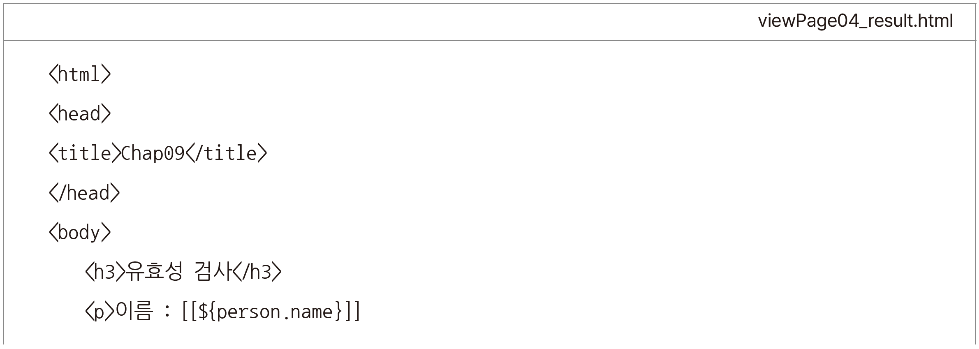 viewPage04_result.html
<html>
<head>
<title>Chap09</title>
</head>
<body>
<h3>유효성 검사</h3>
<p>이름 : [[${person.name}]]